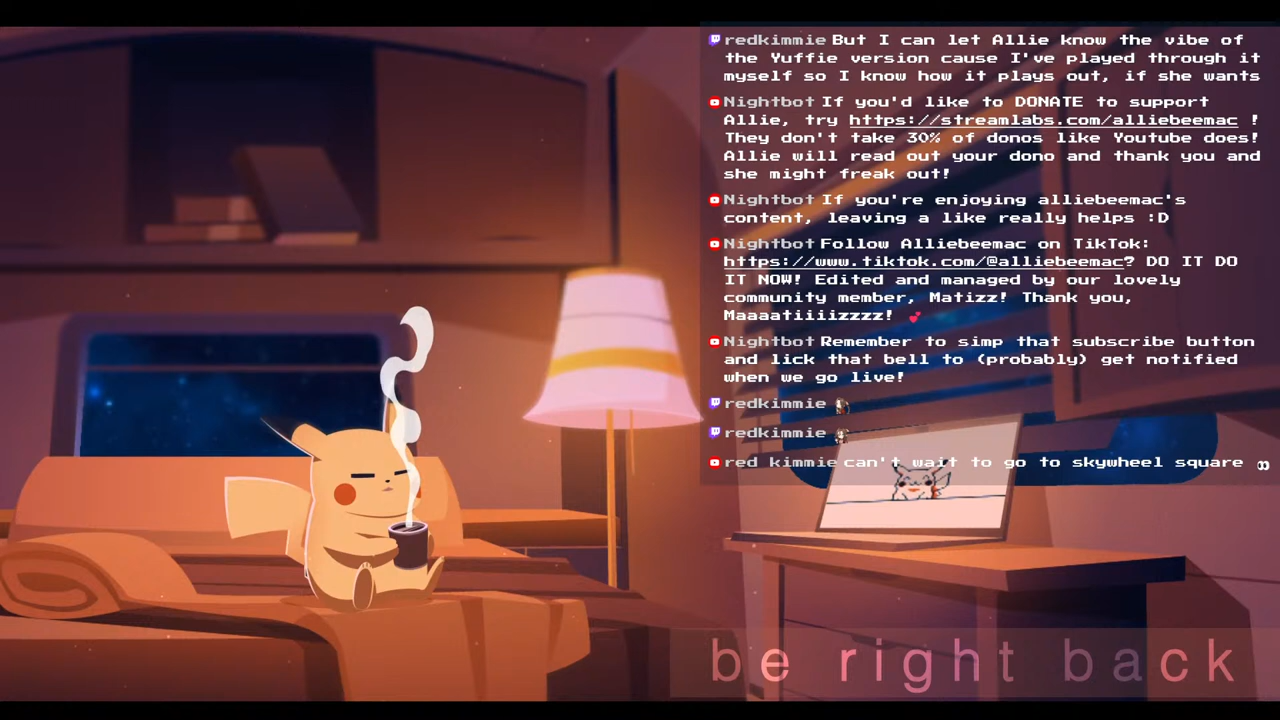 redkimmie But I can let Allie know the vibe of
the Yuffie version cause I've played through it
myself so I know how it plays out, if she wants
Nightbot If you'd like to DONATE to support
Allie, try https://streamlabs.com/alliebeemac !
They don't take 30% of donos like Youtube does!
Allie will read out your dono and thank you and
she might freak out!
Nightbot If you're enjoying alliebeemac's
content, leaving a like really helps :D
Nightbot Follow Alliebeemac on TikTok:
https://www.tiktok.com/@alliebeemac? DO IT DO
IT NOW! Edited and managed by our lovely
community member, Matizz! Thank you,
Maaaatiiiizzzz! 💕
Nightbot Remember to simp that subscribe button
and lick that bell to (probably) get notified
when we go live!
redkimmie
redkimmie
red kimmie can't wait to go to skywheel square 👀
be right back